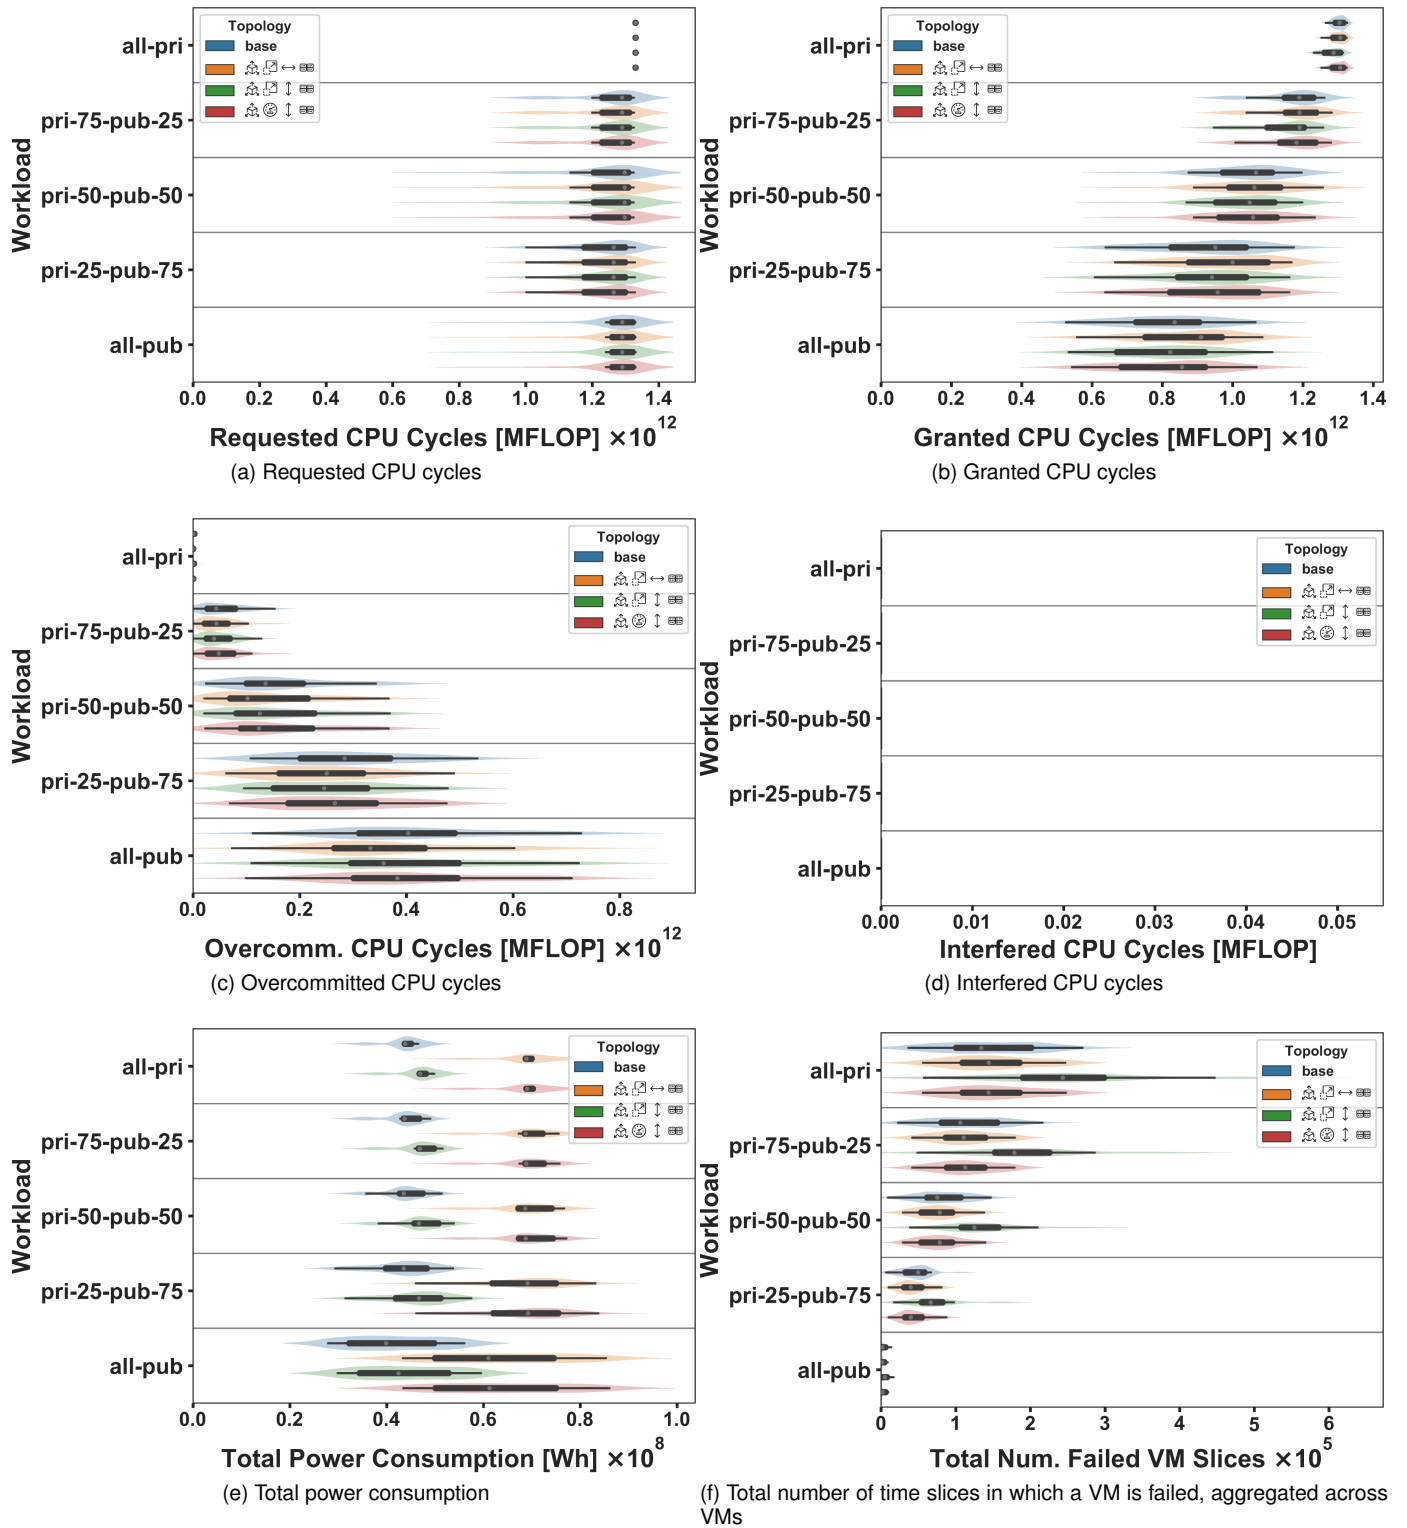 Topology
base
all-pri
pri-75-pub-25
pri-50-pub-50
pri-25-pub-75
all-pub
Workload
0.0 0.2 0.4 0.6 0.8 1.0 1.2 1.4
Requested CPU Cycles [MFLOP] ×10^12
(a) Requested CPU cycles
Topology
base
all-pri
pri-75-pub-25
pri-50-pub-50
pri-25-pub-75
all-pub
Workload
0.0 0.2 0.4 0.6 0.8 1.0 1.2 1.4
Granted CPU Cycles [MFLOP] ×10^12
(b) Granted CPU cycles
Topology
base
all-pri
pri-75-pub-25
pri-50-pub-50
pri-25-pub-75
all-pub
Workload
0.0 0.2 0.4 0.6 0.8
Overcomm. CPU Cycles [MFLOP] ×10^12
(c) Overcommitted CPU cycles
Topology
base
all-pri
pri-75-pub-25
pri-50-pub-50
pri-25-pub-75
all-pub
Workload
0.00 0.01 0.02 0.03 0.04 0.05
Interfered CPU Cycles [MFLOP]
(d) Interfered CPU cycles
Topology
base
all-pri
pri-75-pub-25
pri-50-pub-50
pri-25-pub-75
all-pub
Workload
0.0 0.2 0.4 0.6 0.8 1.0
Total Power Consumption [Wh] ×10^8
(e) Total power consumption
Topology
base
all-pri
pri-75-pub-25
pri-50-pub-50
pri-25-pub-75
all-pub
Workload
0 1 2 3 4 5 6
Total Num. Failed VM Slices ×10^5
(f) Total number of time slices in which a VM is failed, aggregated across
VMs